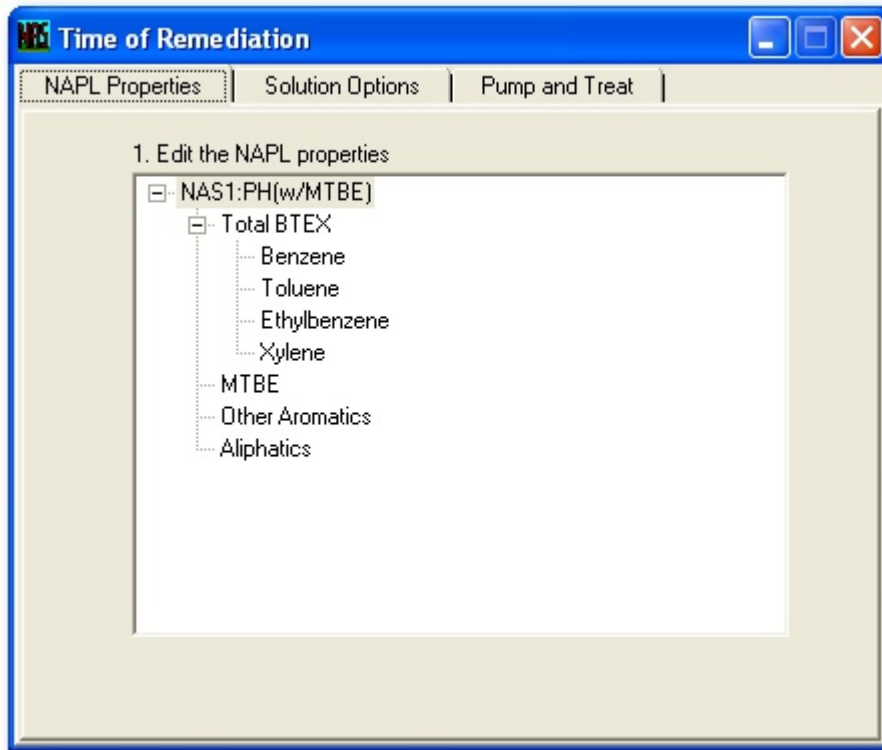 NAS Time of Remediation
NAPL Properties Solution Options Pump and Treat
1. Edit the NAPL properties
NAS1:PH(w/MTBE)
Total BTEX
Benzene
Toluene
Ethylbenzene
Xylene
MTBE
Other Aromatics
Aliphatics